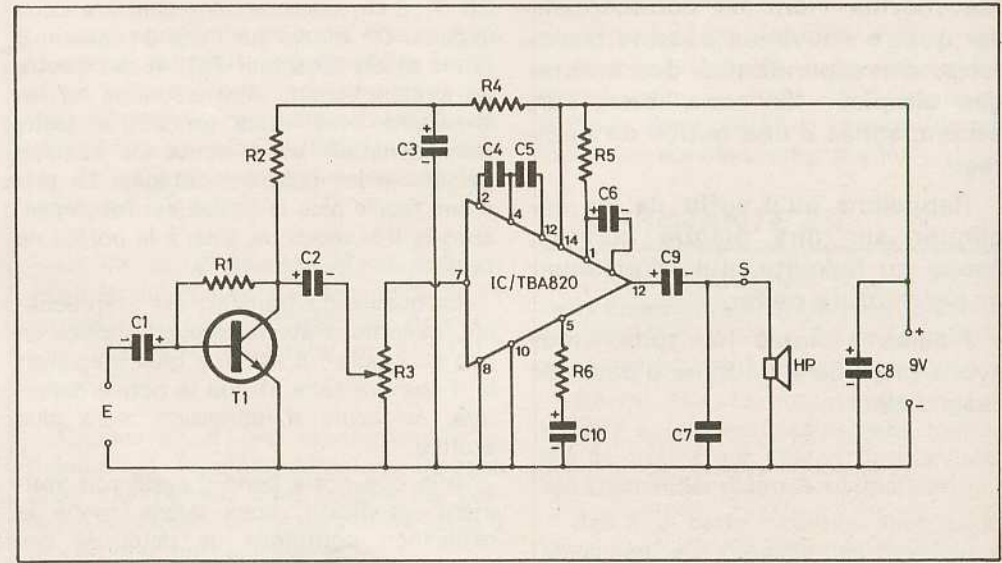 R4
R2
C3
+
C4
C5
R5
2
4
12
14
C6
+
−
1
R1
C2
+
−
7
IC/TBA820
C9
+
12
S
C1
−
+
R3
5
+
R6
10
8
HP
C8
+
−
9V
−
T1
E
C10
+
−
C7